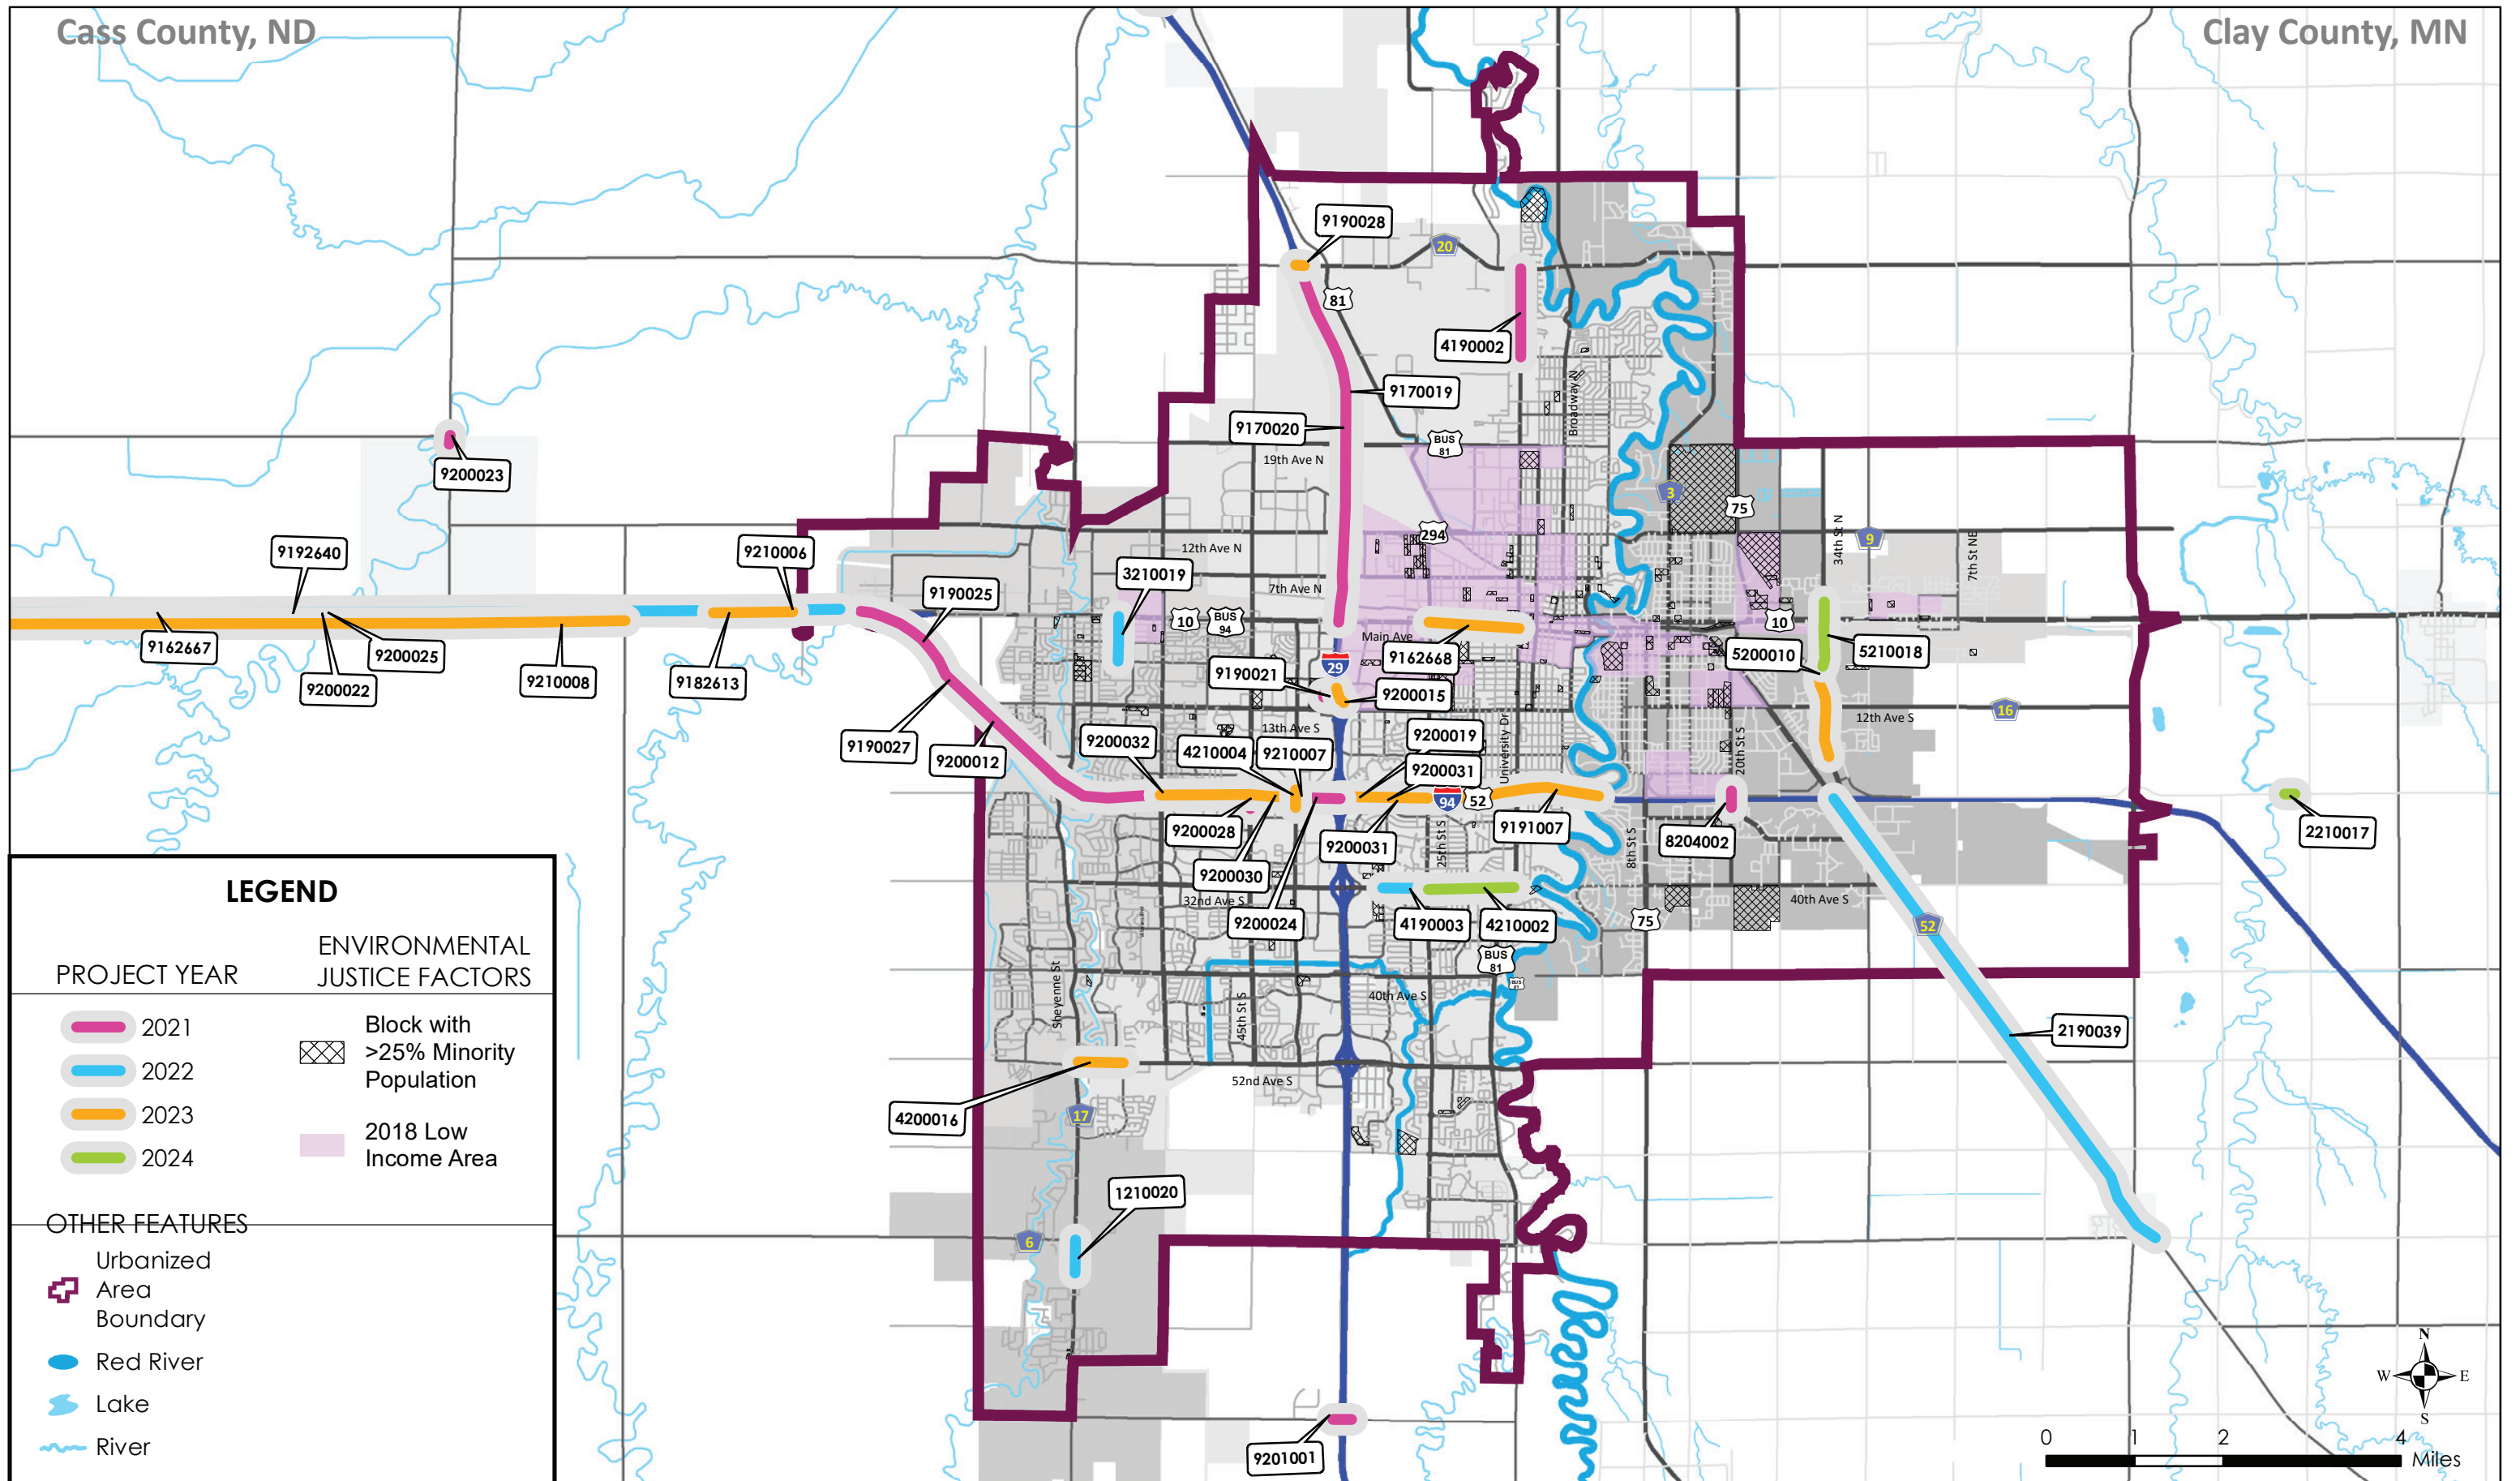 Cass County, ND
Clay County, MN
9190028
20
81
4190002
9170019
9170020
BUS
81
19th Ave N
Broadway N
9200023
3
75
294
34th St N
9
7th St NE
9192640
9210006
12th Ave N
3210019
7th Ave N
9190025
10
BUS
94
Main Ave
10
9162667
9200025
9200022
9210008
9182613
29
9162668
5200010
5210018
9190021
9200015
12th Ave S
16
13th Ave S
9190027
9200012
9200032
4210004
9210007
9200019
9200031
University Dr
20th St S
94
52
9200028
9200030
9200031
9191007
25th St S
8th St S
8204002
2210017
32nd Ave S
9200024
4190003
4210002
75
40th Ave S
52
BUS
81
BUS
81
Sheyenne St
45th St S
40th Ave S
2190039
52nd Ave S
4200016
17
1210020
6
9201001
LEGEND
PROJECT YEAR
2021
2022
2023
2024
ENVIRONMENTAL
JUSTICE FACTORS
Block with
>25% Minority
Population
2018 Low
Income Area
OTHER FEATURES
Urbanized
Area
Boundary
Red River
Lake
River
N
W
E
S
0
1
2
4
Miles